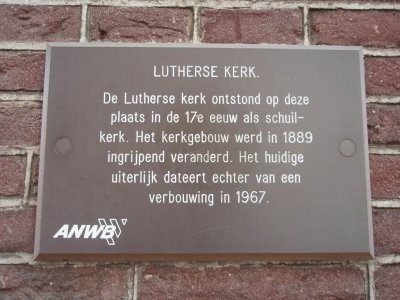 LUTHERSE KERK.
De Lutherse kerk ontstond op deze
plaats in de 17e eeuw als schuil-
kerk. Het kerkgebouw werd in 1889
ingrijpend veranderd. Het huidige
uiterlijk dateert echter van een
verbouwing in 1967.
ANWB